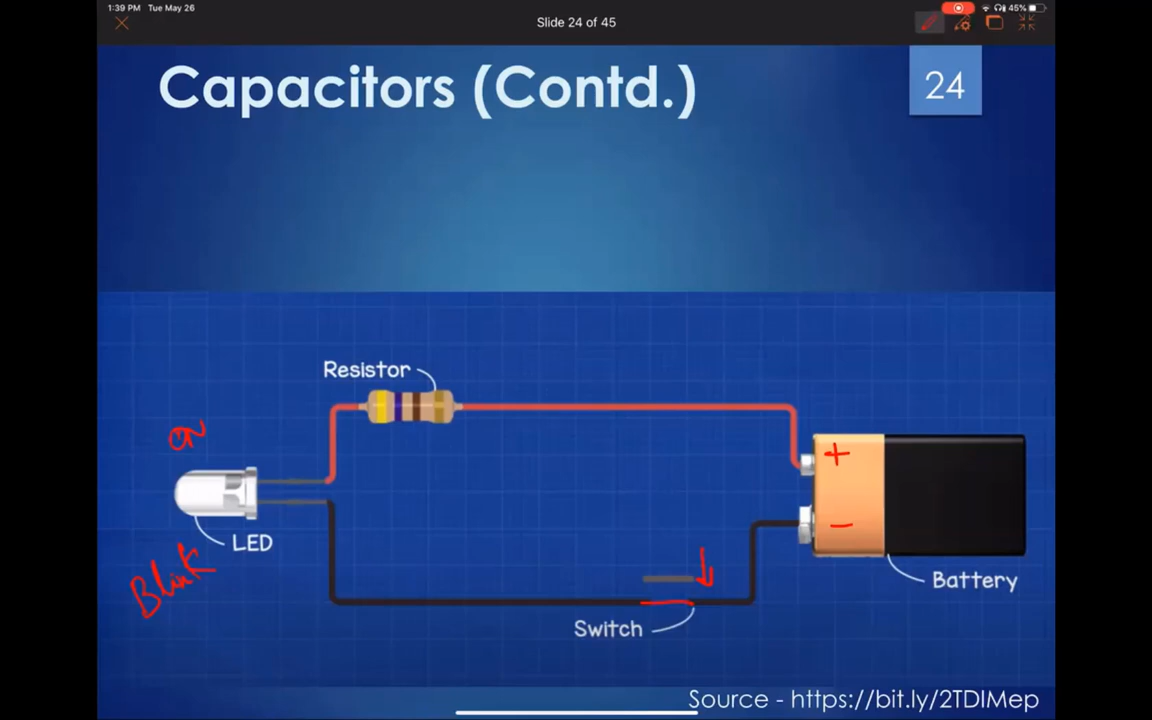 1:39 PM Tue May 26
45%
Slide 24 of 45
Capacitors (Contd.)
24
Resistor
ON
+
LED
-
Blink
Battery
Switch
Source - https://bit.ly/2TDIMep